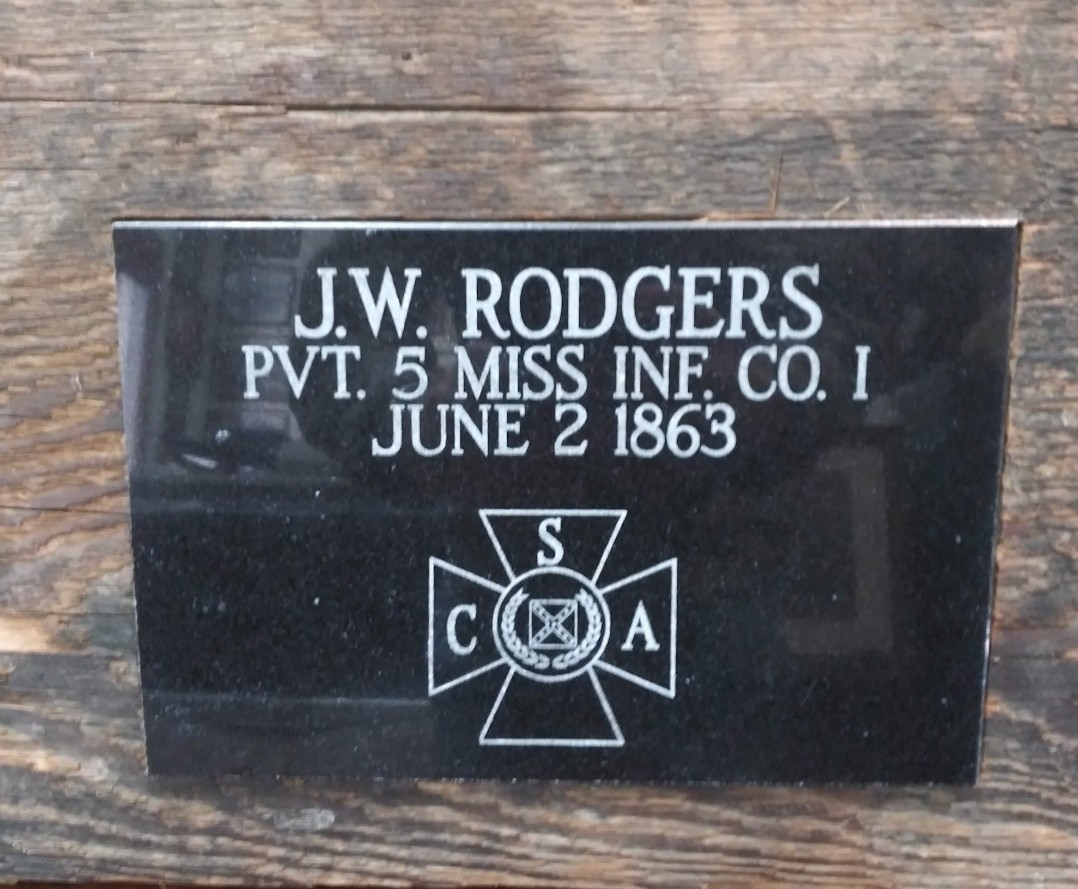 J.W. RODGERS
PVT. 5 MISS INF. CO. I
JUNE 2 1863
S
C A